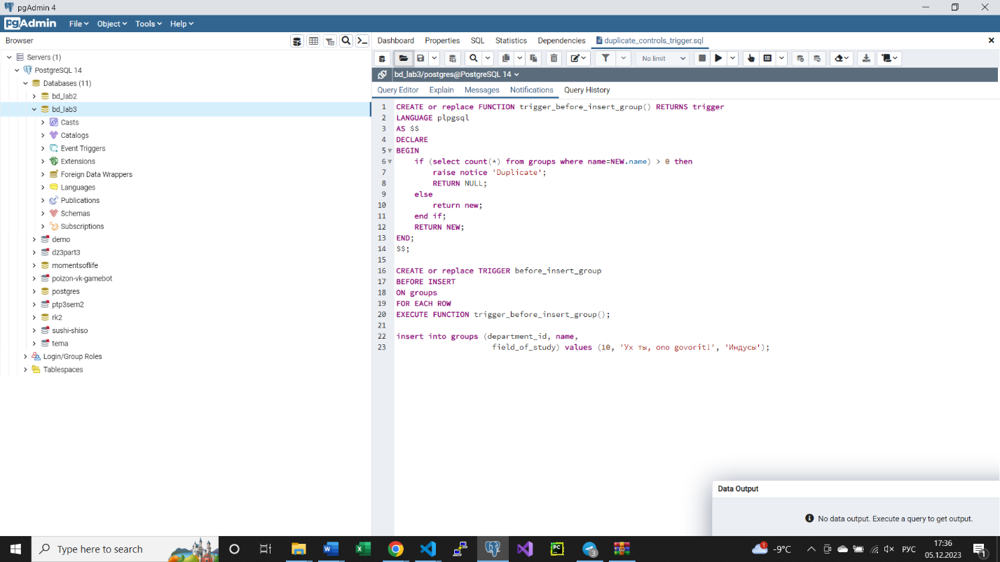 pgAdmin 4
pgAdmin File Object Tools Help
Browser
Servers (1)
PostgreSQL 14
Databases (11)
bd_lab2
bd_lab3
Casts
Catalogs
Event Triggers
Extensions
Foreign Data Wrappers
Languages
Publications
Schemas
Subscriptions
demo
dz3part3
momentsoflife
poizon-vk-gamebot
postgres
ptp3sem2
rk2
sushi-shiso
tema
Login/Group Roles
Tablespaces
Dashboard Properties SQL Statistics Dependencies duplicate_controls_trigger.sql
No limit
bd_lab3/postgres@PostgreSQL 14
Query Editor Explain Messages Notifications Query History
1 CREATE or replace FUNCTION trigger_before_insert_group() RETURNS trigger
2 LANGUAGE plpgsql
3 AS $$
4 DECLARE
5 BEGIN
6 if (select count(*) from groups where name=NEW.name) > 0 then
7 raise notice 'Duplicate';
8 RETURN NULL;
9 else
10 return new;
11 end if;
12 RETURN NEW;
13 END;
14 $$;
15
16 CREATE or replace TRIGGER before_insert_group
17 BEFORE INSERT
18 ON groups
19 FOR EACH ROW
20 EXECUTE FUNCTION trigger_before_insert_group();
21
22 insert into groups (department_id, name,
23 field_of_study) values (10, 'Ух ты, ono govorit!', 'Индусы');
Data Output
No data output. Execute a query to get output.
Type here to search
PC
3
1
-9°C
РУС
17:36
05.12.2023
1